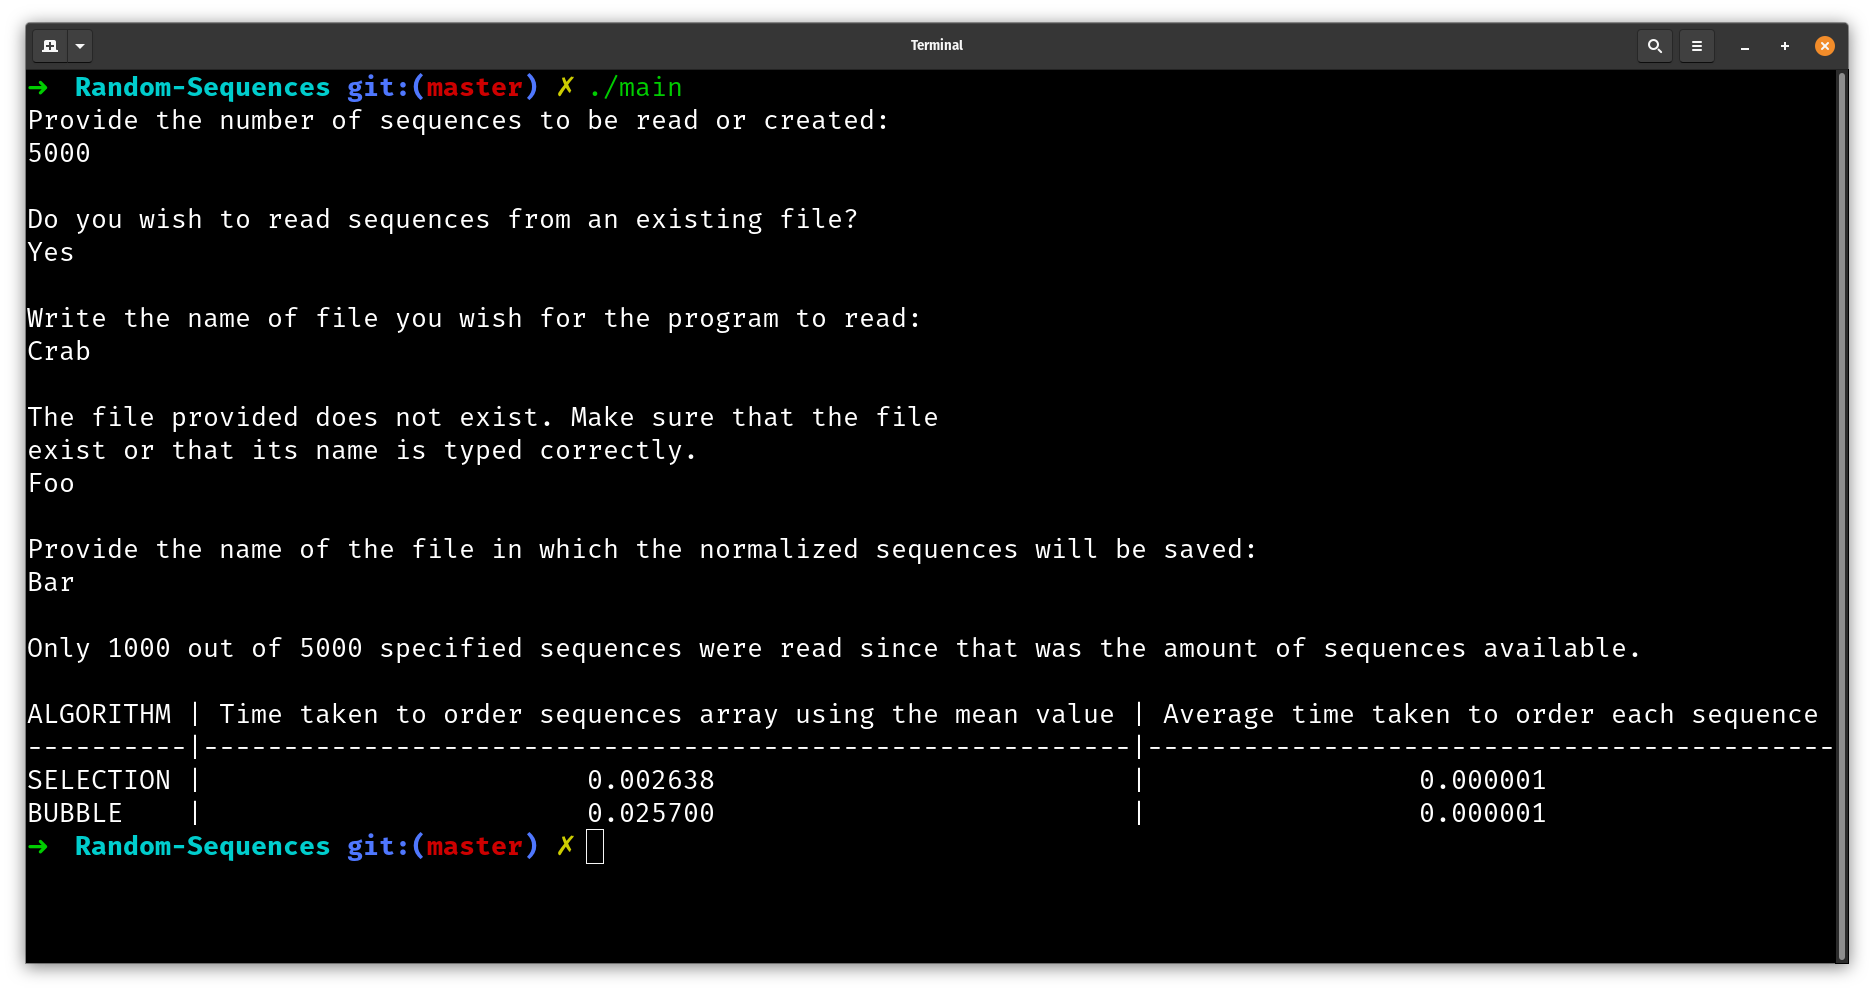 Terminal
➜  Random-Sequences git:(master) ✗ ./main
Provide the number of sequences to be read or created:
5000

Do you wish to read sequences from an existing file?
Yes

Write the name of file you wish for the program to read:
Crab

The file provided does not exist. Make sure that the file
exist or that its name is typed correctly.
Foo

Provide the name of the file in which the normalized sequences will be saved:
Bar

Only 1000 out of 5000 specified sequences were read since that was the amount of sequences available.

ALGORITHM | Time taken to order sequences array using the mean value | Average time taken to order each sequence
----------|----------------------------------------------------------|-------------------------------------------
SELECTION |                        0.002638                          |                 0.000001
BUBBLE    |                        0.025700                          |                 0.000001
➜  Random-Sequences git:(master) ✗